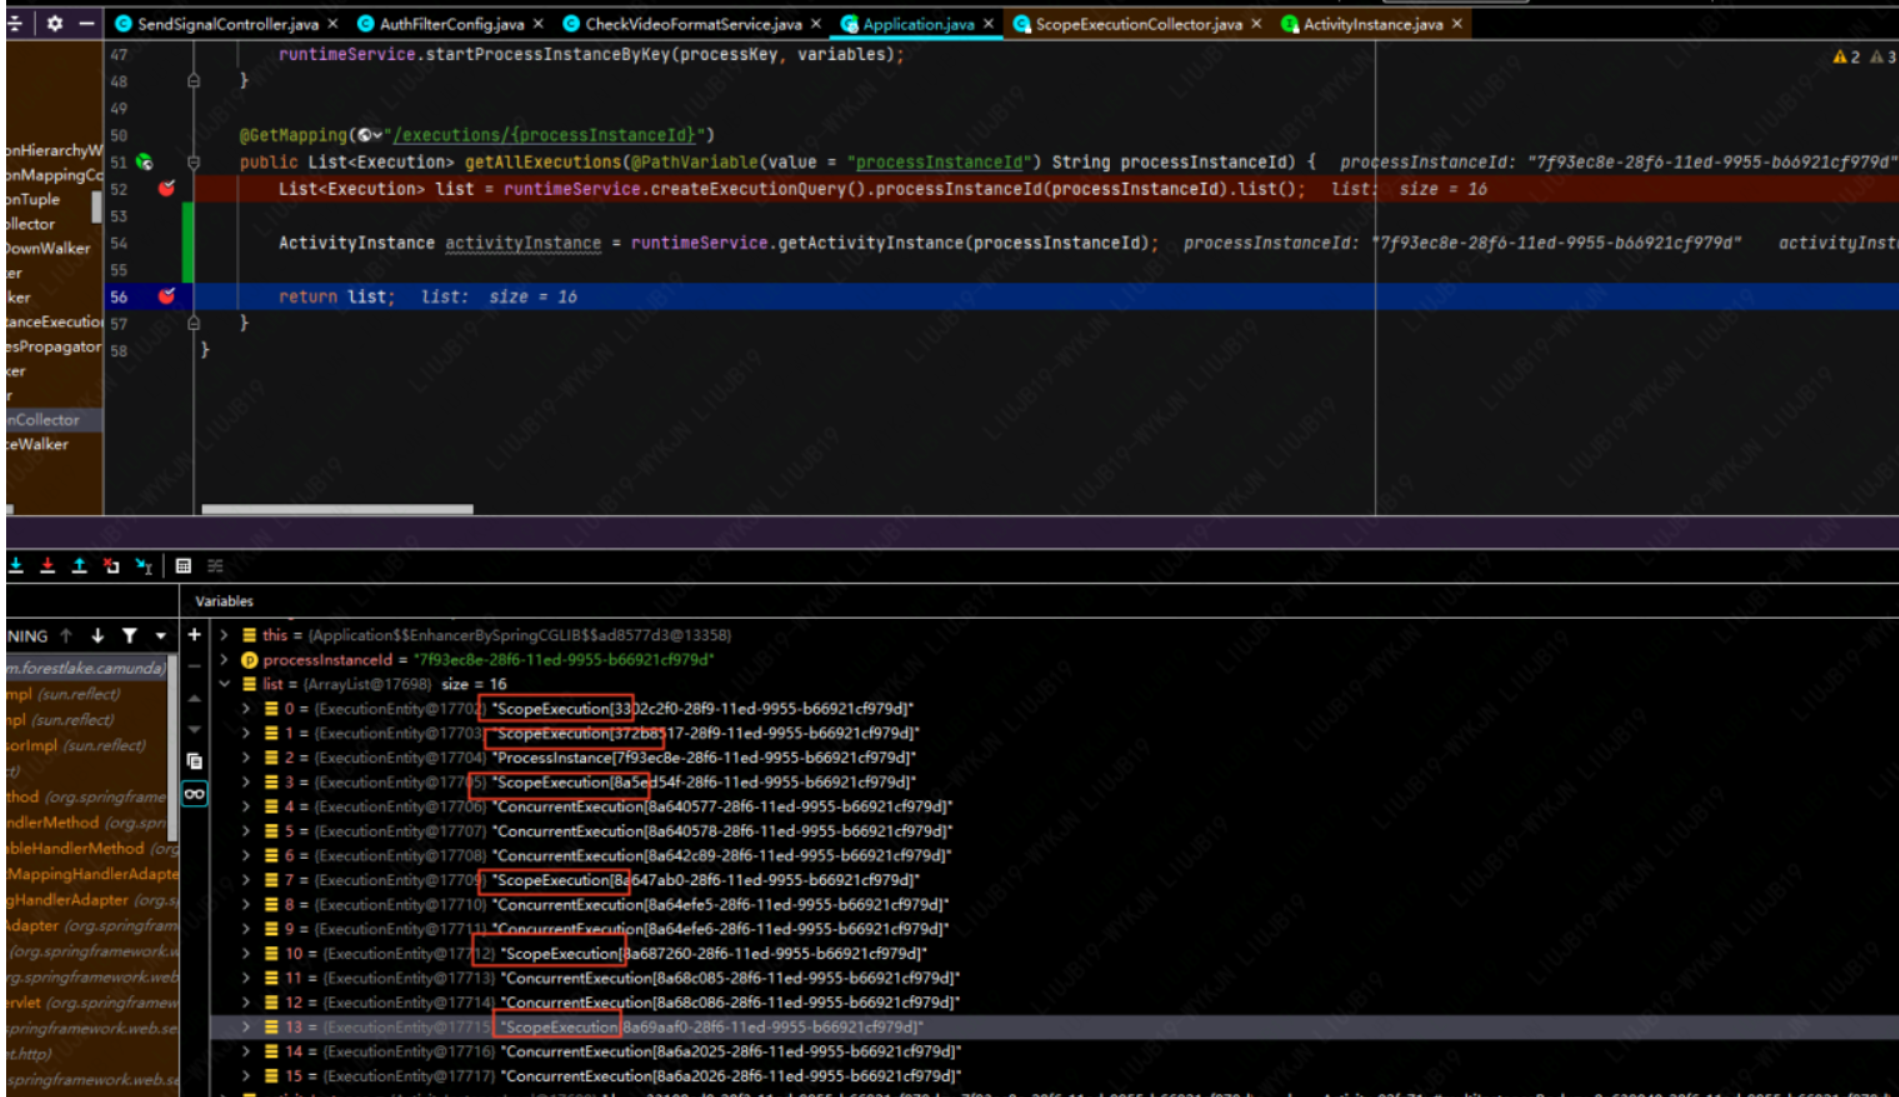 SendSignalController.java × AuthFilterConfig.java × CheckVideoFormatService.java × Application.java × ScopeExecutionCollector.java × ActivityInstance.java ×
47 runtimeService.startProcessInstanceByKey(processKey, variables);
2 3
48 }
49
50 @GetMapping("/executions/{processInstanceId}")
51 public List<Execution> getAllExecutions(@PathVariable(value = "processInstanceId") String processInstanceId) { processInstanceId: "7f93ec8e-28f6-11ed-9955-b66921cf979d"
52 List<Execution> list = runtimeService.createExecutionQuery().processInstanceId(processInstanceId).list(); list: size = 16
53
54 ActivityInstance activityInstance = runtimeService.getActivityInstance(processInstanceId); processInstanceId: "7f93ec8e-28f6-11ed-9955-b66921cf979d" activityInst
55
56 return list; list: size = 16
57 }
58 }
onHierarchyW
onMappingCo
onTuple
ollector
DownWalker
ker
tanceExecution
esPropagator
ker
r
nCollector
ceWalker
Variables
NING
this = {Application$$EnhancerBySpringCGLIB$$ad8577d3@13358}
processInstanceId = "7f93ec8e-28f6-11ed-9955-b66921cf979d"
list = {ArrayList@17698} size = 16
0 = {ExecutionEntity@17702} "ScopeExecution[3302c2f0-28f9-11ed-9955-b66921cf979d]"
1 = {ExecutionEntity@17703} "ScopeExecution[372b8517-28f9-11ed-9955-b66921cf979d]"
2 = {ExecutionEntity@17704} "ProcessInstance[7f93ec8e-28f6-11ed-9955-b66921cf979d]"
3 = {ExecutionEntity@17705} "ScopeExecution[8a5ed54f-28f6-11ed-9955-b66921cf979d]"
4 = {ExecutionEntity@17706} "ConcurrentExecution[8a640577-28f6-11ed-9955-b66921cf979d]"
5 = {ExecutionEntity@17707} "ConcurrentExecution[8a640578-28f6-11ed-9955-b66921cf979d]"
6 = {ExecutionEntity@17708} "ConcurrentExecution[8a642c89-28f6-11ed-9955-b66921cf979d]"
7 = {ExecutionEntity@17709} "ScopeExecution[8a647ab0-28f6-11ed-9955-b66921cf979d]"
8 = {ExecutionEntity@17710} "ConcurrentExecution[8a64efe5-28f6-11ed-9955-b66921cf979d]"
9 = {ExecutionEntity@17711} "ConcurrentExecution[8a64efe6-28f6-11ed-9955-b66921cf979d]"
10 = {ExecutionEntity@17712} "ScopeExecution[8a687260-28f6-11ed-9955-b66921cf979d]"
11 = {ExecutionEntity@17713} "ConcurrentExecution[8a68c085-28f6-11ed-9955-b66921cf979d]"
12 = {ExecutionEntity@17714} "ConcurrentExecution[8a68c086-28f6-11ed-9955-b66921cf979d]"
13 = {ExecutionEntity@17715} "ScopeExecution[8a69aaf0-28f6-11ed-9955-b66921cf979d]"
14 = {ExecutionEntity@17716} "ConcurrentExecution[8a6a2025-28f6-11ed-9955-b66921cf979d]"
15 = {ExecutionEntity@17717} "ConcurrentExecution[8a6a2026-28f6-11ed-9955-b66921cf979d]"
m.forestlake.camunda)
mpl (sun.reflect)
npl (sun.reflect)
sorImpl (sun.reflect)
thod (org.springframe
ndlerMethod (org.spri
bleHandlerMethod (org
MappingHandlerAdapte
gHandlerAdapter (org.s
Adapter (org.springfram
(org.springframework.w
rg.springframework.web
ervlet (org.springframew
springframework.web.se
t.http)
springframework.web.se
LIUJB19-WYKJN LIUJB19